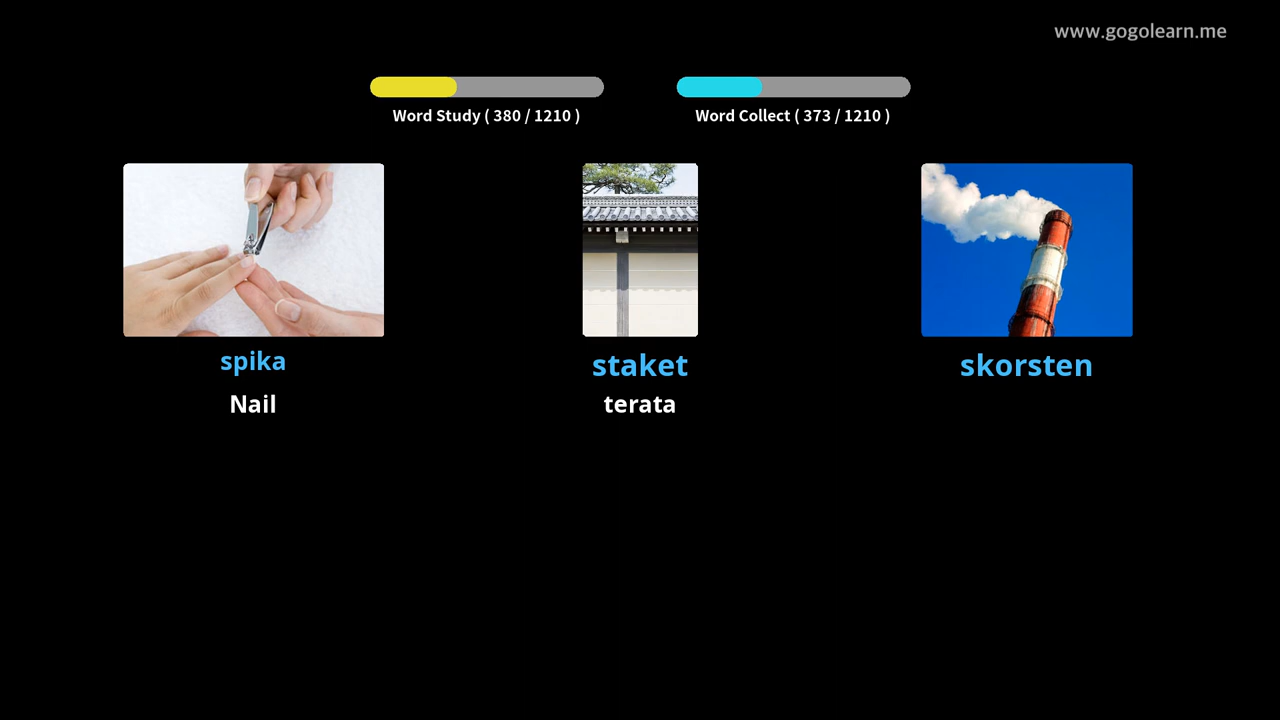 www.gogolearn.me
Word Study ( 380 / 1210 )
Word Collect ( 373 / 1210 )
spika
Nail
staket
terata
skorsten